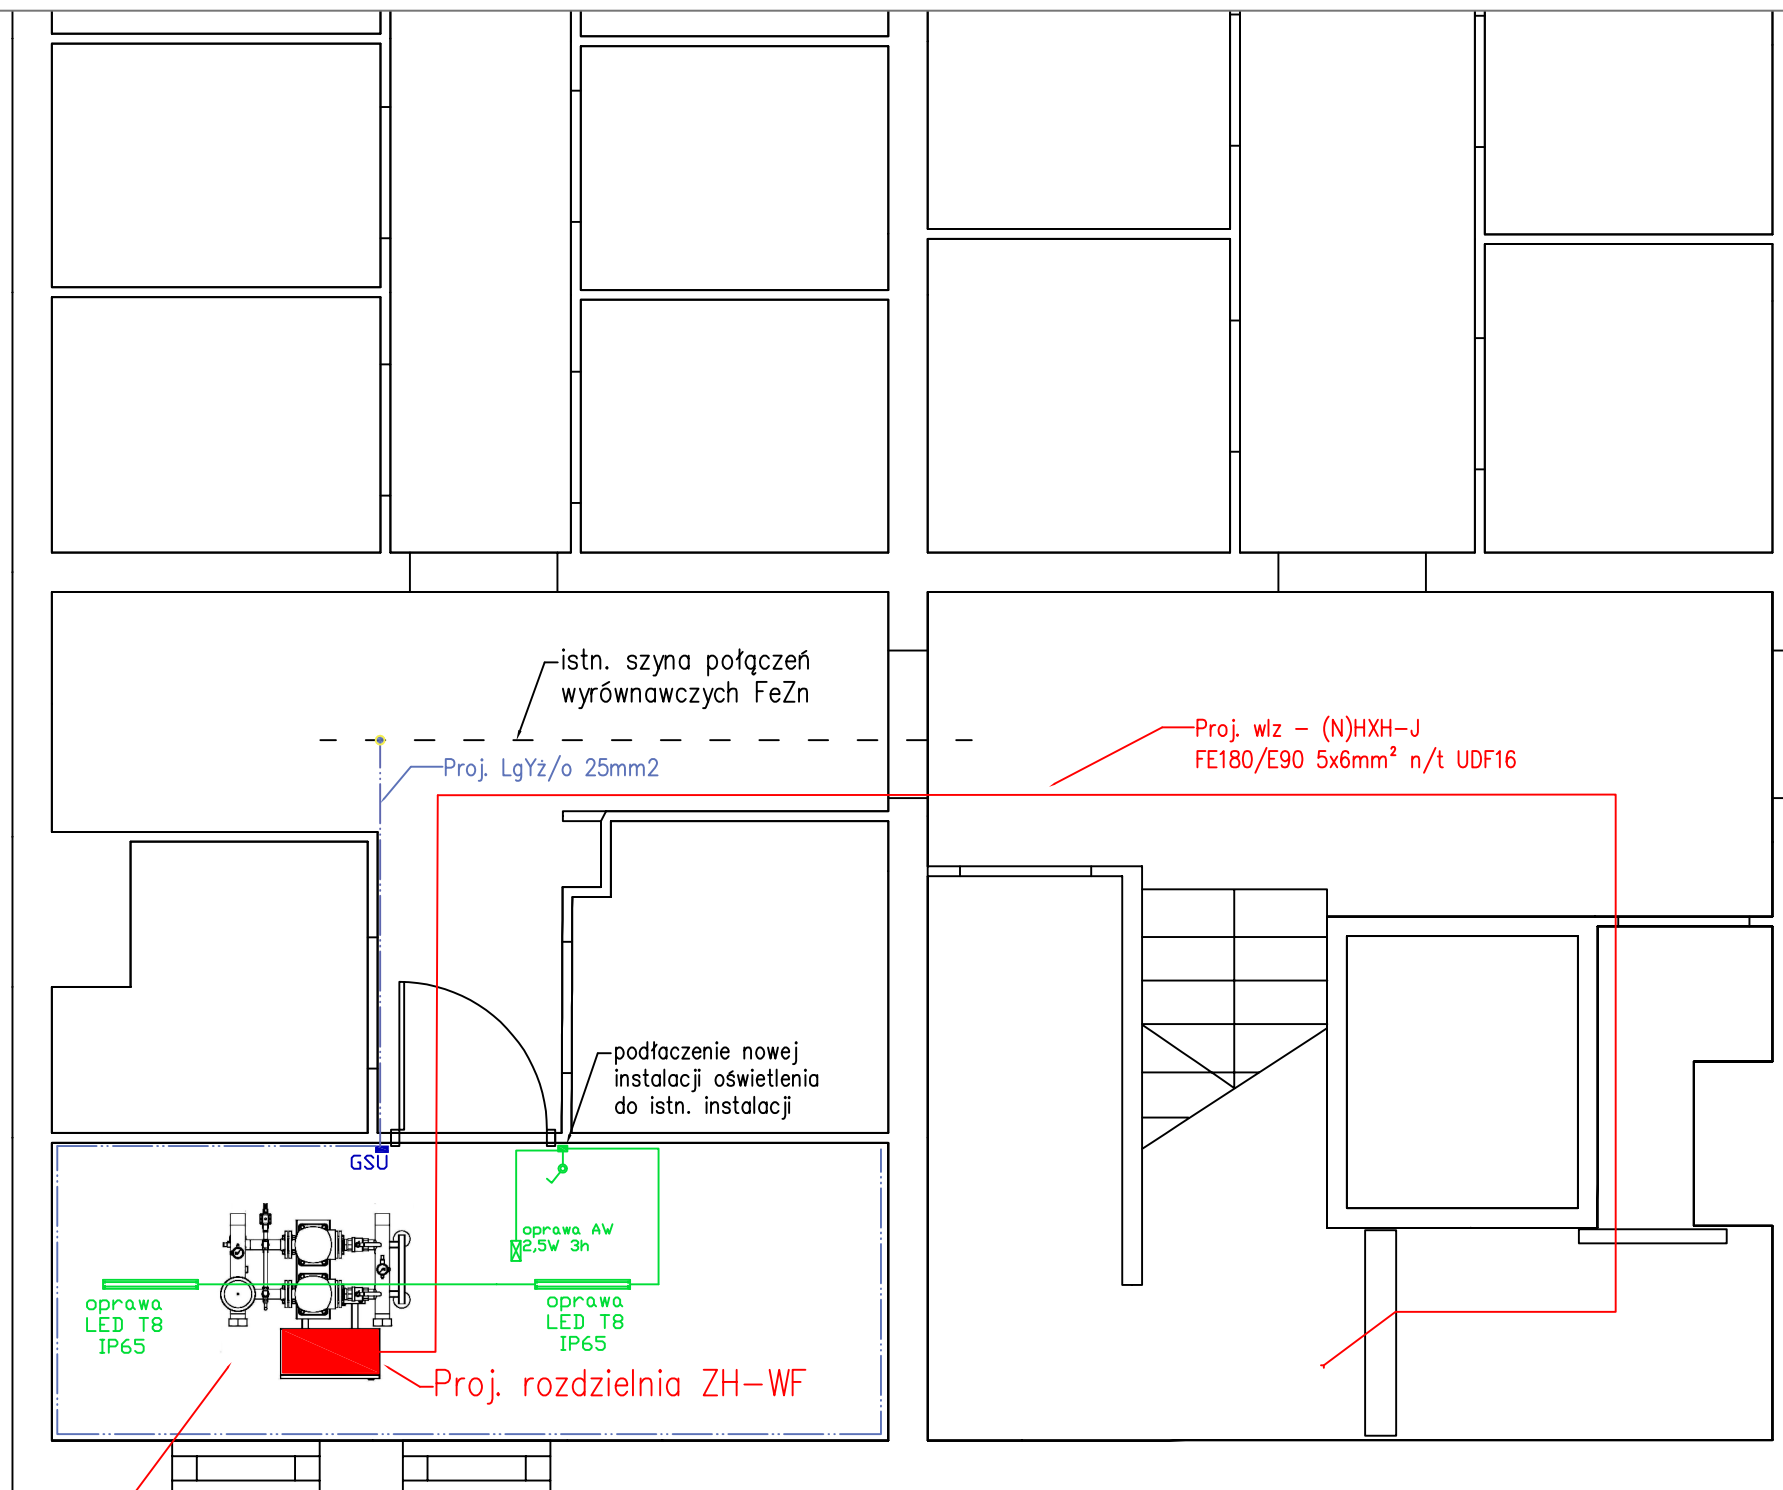 istn. szyna połączeń
wyrównawczych FeZn
Proj. LgYż/o 25mm2
Proj. wlz – (N)HXH–J
FE180/E90 5x6mm² n/t UDF16
podłaczenie nowej
instalacji oświetlenia
do istn. instalacji
GSU
oprawa AW
2,5W 3h
oprawa
LED T8
IP65
oprawa
LED T8
IP65
Proj. rozdzielnia ZH–WF